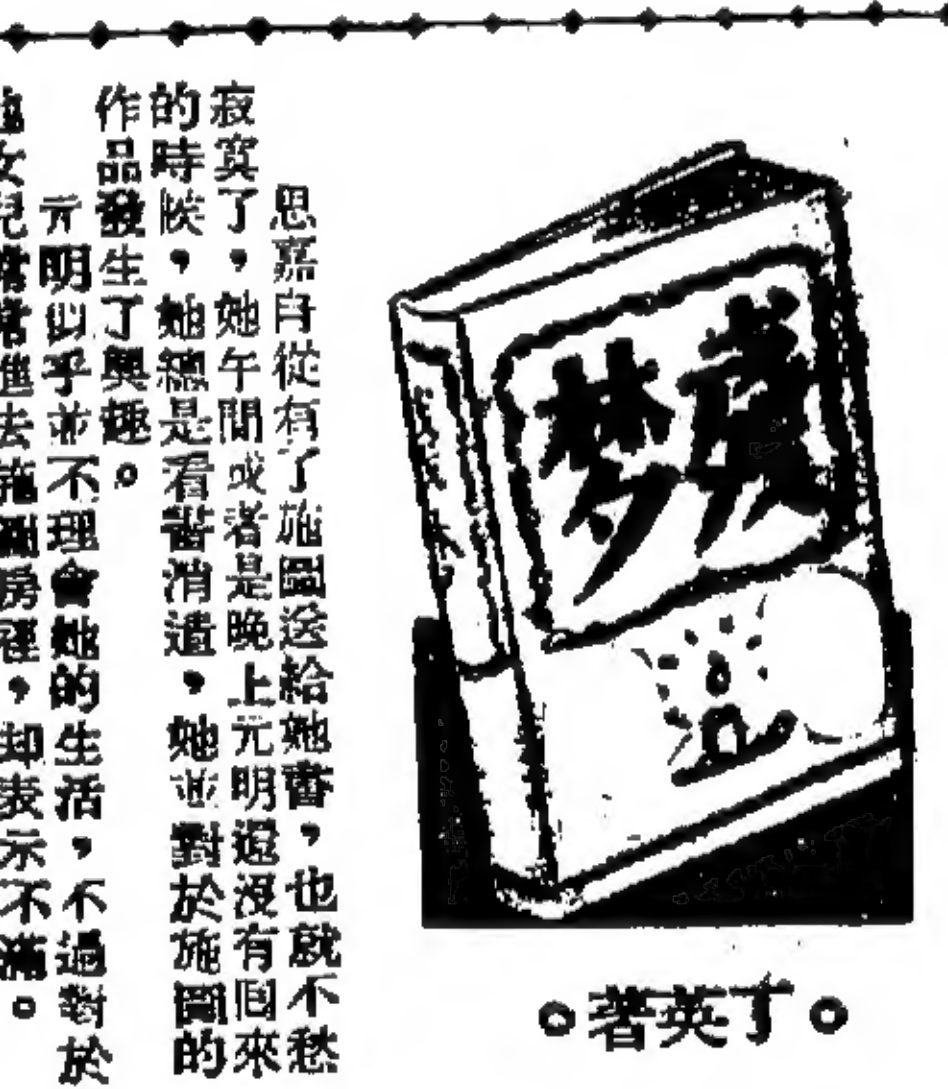 梦
。丁英著。
思嘉自從有了施圖送給她書，也就不愁
寂寞了，她午間或者是晚上元明還沒有回來
的時候，她總是看書消遣，她並對於施圖的
作品發生了興趣。
元明似乎並不理會她的生活，不過對於
女兒常常進去施圖房裡，却表示不滿。